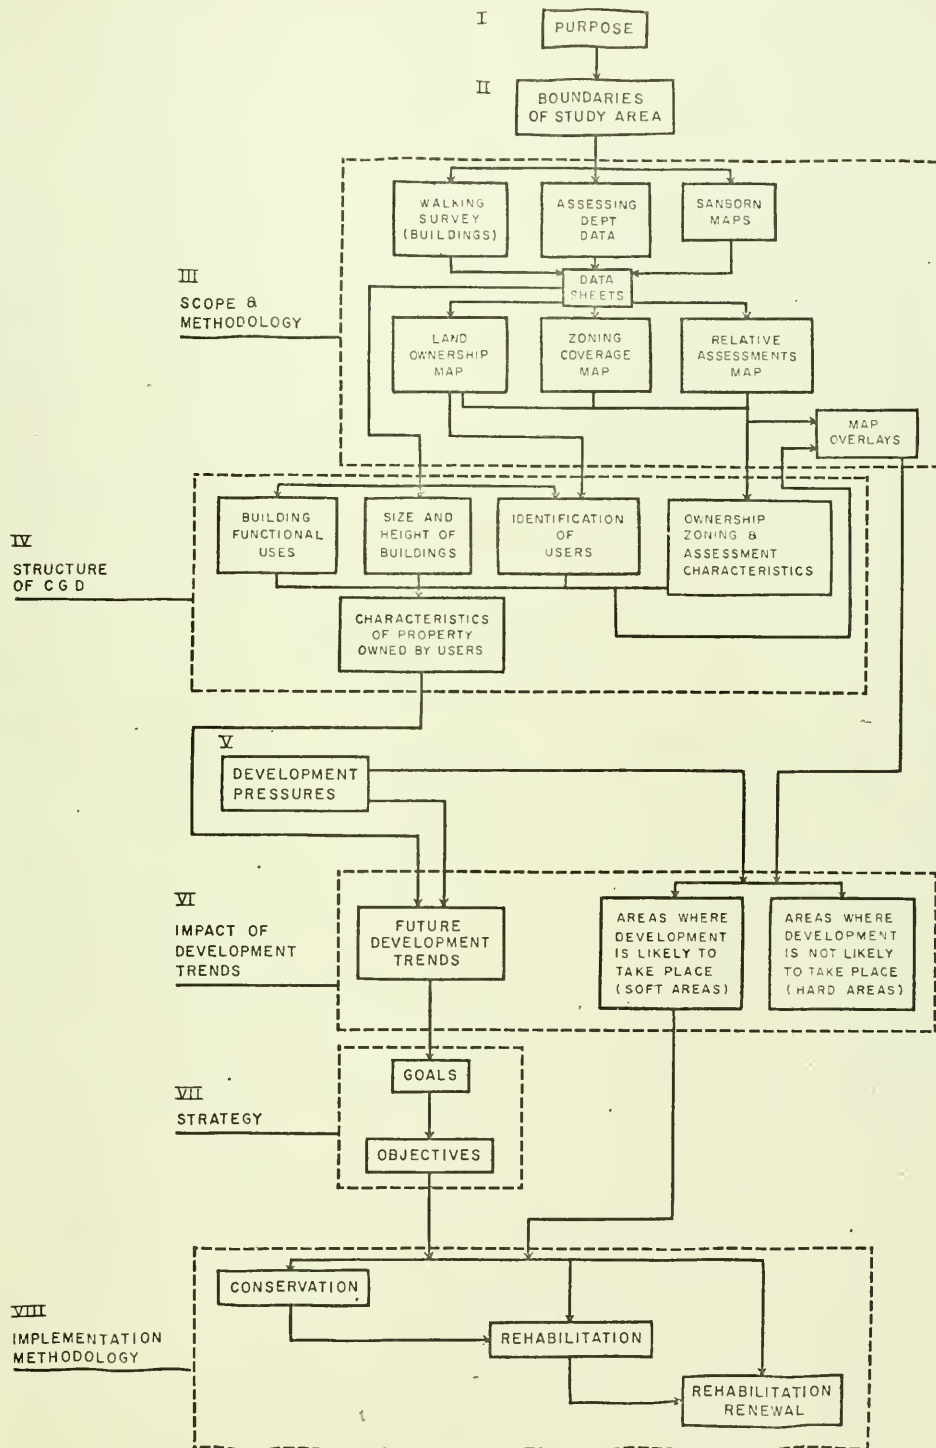 I
PURPOSE
II
BOUNDARIES
OF STUDY AREA
III
SCOPE &
METHODOLOGY
WALKING
SURVEY
(BUILDINGS)
ASSESSING
DEPT
DATA
SANBORN
MAPS
DATA
SHEETS
LAND
OWNERSHIP
MAP
ZONING
COVERAGE
MAP
RELATIVE
ASSESSMENTS
MAP
MAP
OVERLAYS
IV
STRUCTURE
OF C G D
BUILDING
FUNCTIONAL
USES
SIZE AND
HEIGHT OF
BUILDINGS
IDENTIFICATION
OF
USERS
OWNERSHIP
ZONING &
ASSESSMENT
CHARACTERISTICS
CHARACTERISTICS
OF PROPERTY
OWNED BY USERS
V
DEVELOPMENT
PRESSURES
VI
IMPACT OF
DEVELOPMENT
TRENDS
FUTURE
DEVELOPMENT
TRENDS
AREAS WHERE
DEVELOPMENT
IS LIKELY TO
TAKE PLACE
(SOFT AREAS)
AREAS WHERE
DEVELOPMENT
IS NOT LIKELY
TO TAKE PLACE
(HARD AREAS)
VII
STRATEGY
GOALS
OBJECTIVES
VIII
IMPLEMENTATION
METHODOLOGY
CONSERVATION
REHABILITATION
REHABILITATION
RENEWAL